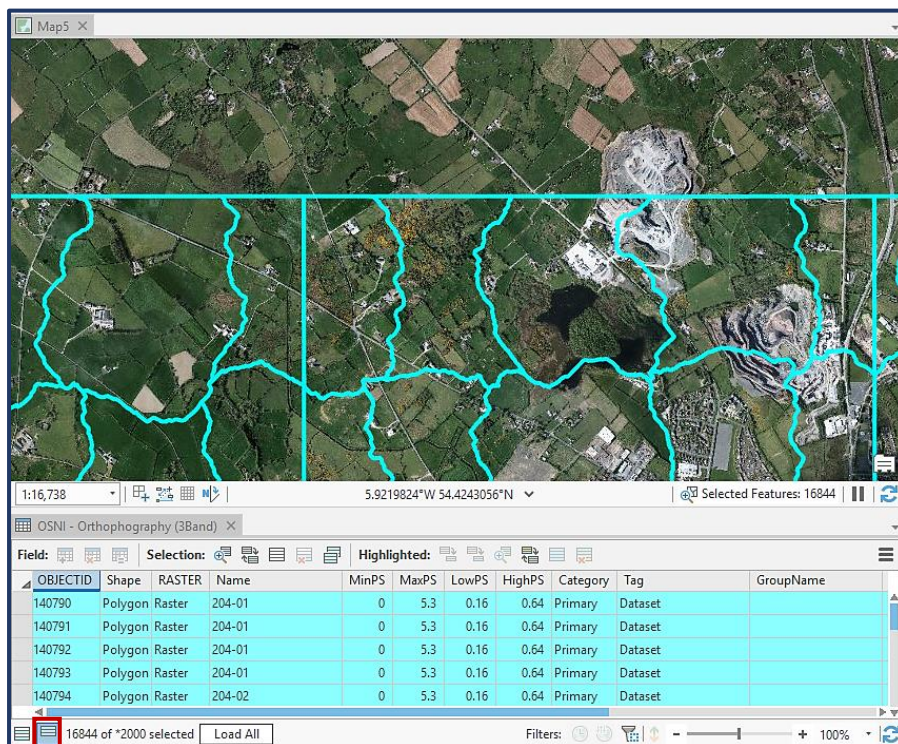 Map5
1:16,738
5.9219824°W 54.4243056°N
Selected Features: 16844
OSNI - Orthophography (3Band)
Field: Selection: Highlighted:
OBJECTID Shape RASTER Name MinPS MaxPS LowPS HighPS Category Tag GroupName
140790 Polygon Raster 204-01 0 5.3 0.16 0.64 Primary Dataset
140791 Polygon Raster 204-01 0 5.3 0.16 0.64 Primary Dataset
140792 Polygon Raster 204-01 0 5.3 0.16 0.64 Primary Dataset
140793 Polygon Raster 204-01 0 5.3 0.16 0.64 Primary Dataset
140794 Polygon Raster 204-02 0 5.3 0.16 0.64 Primary Dataset
16844 of *2000 selected Load All Filters: 100%